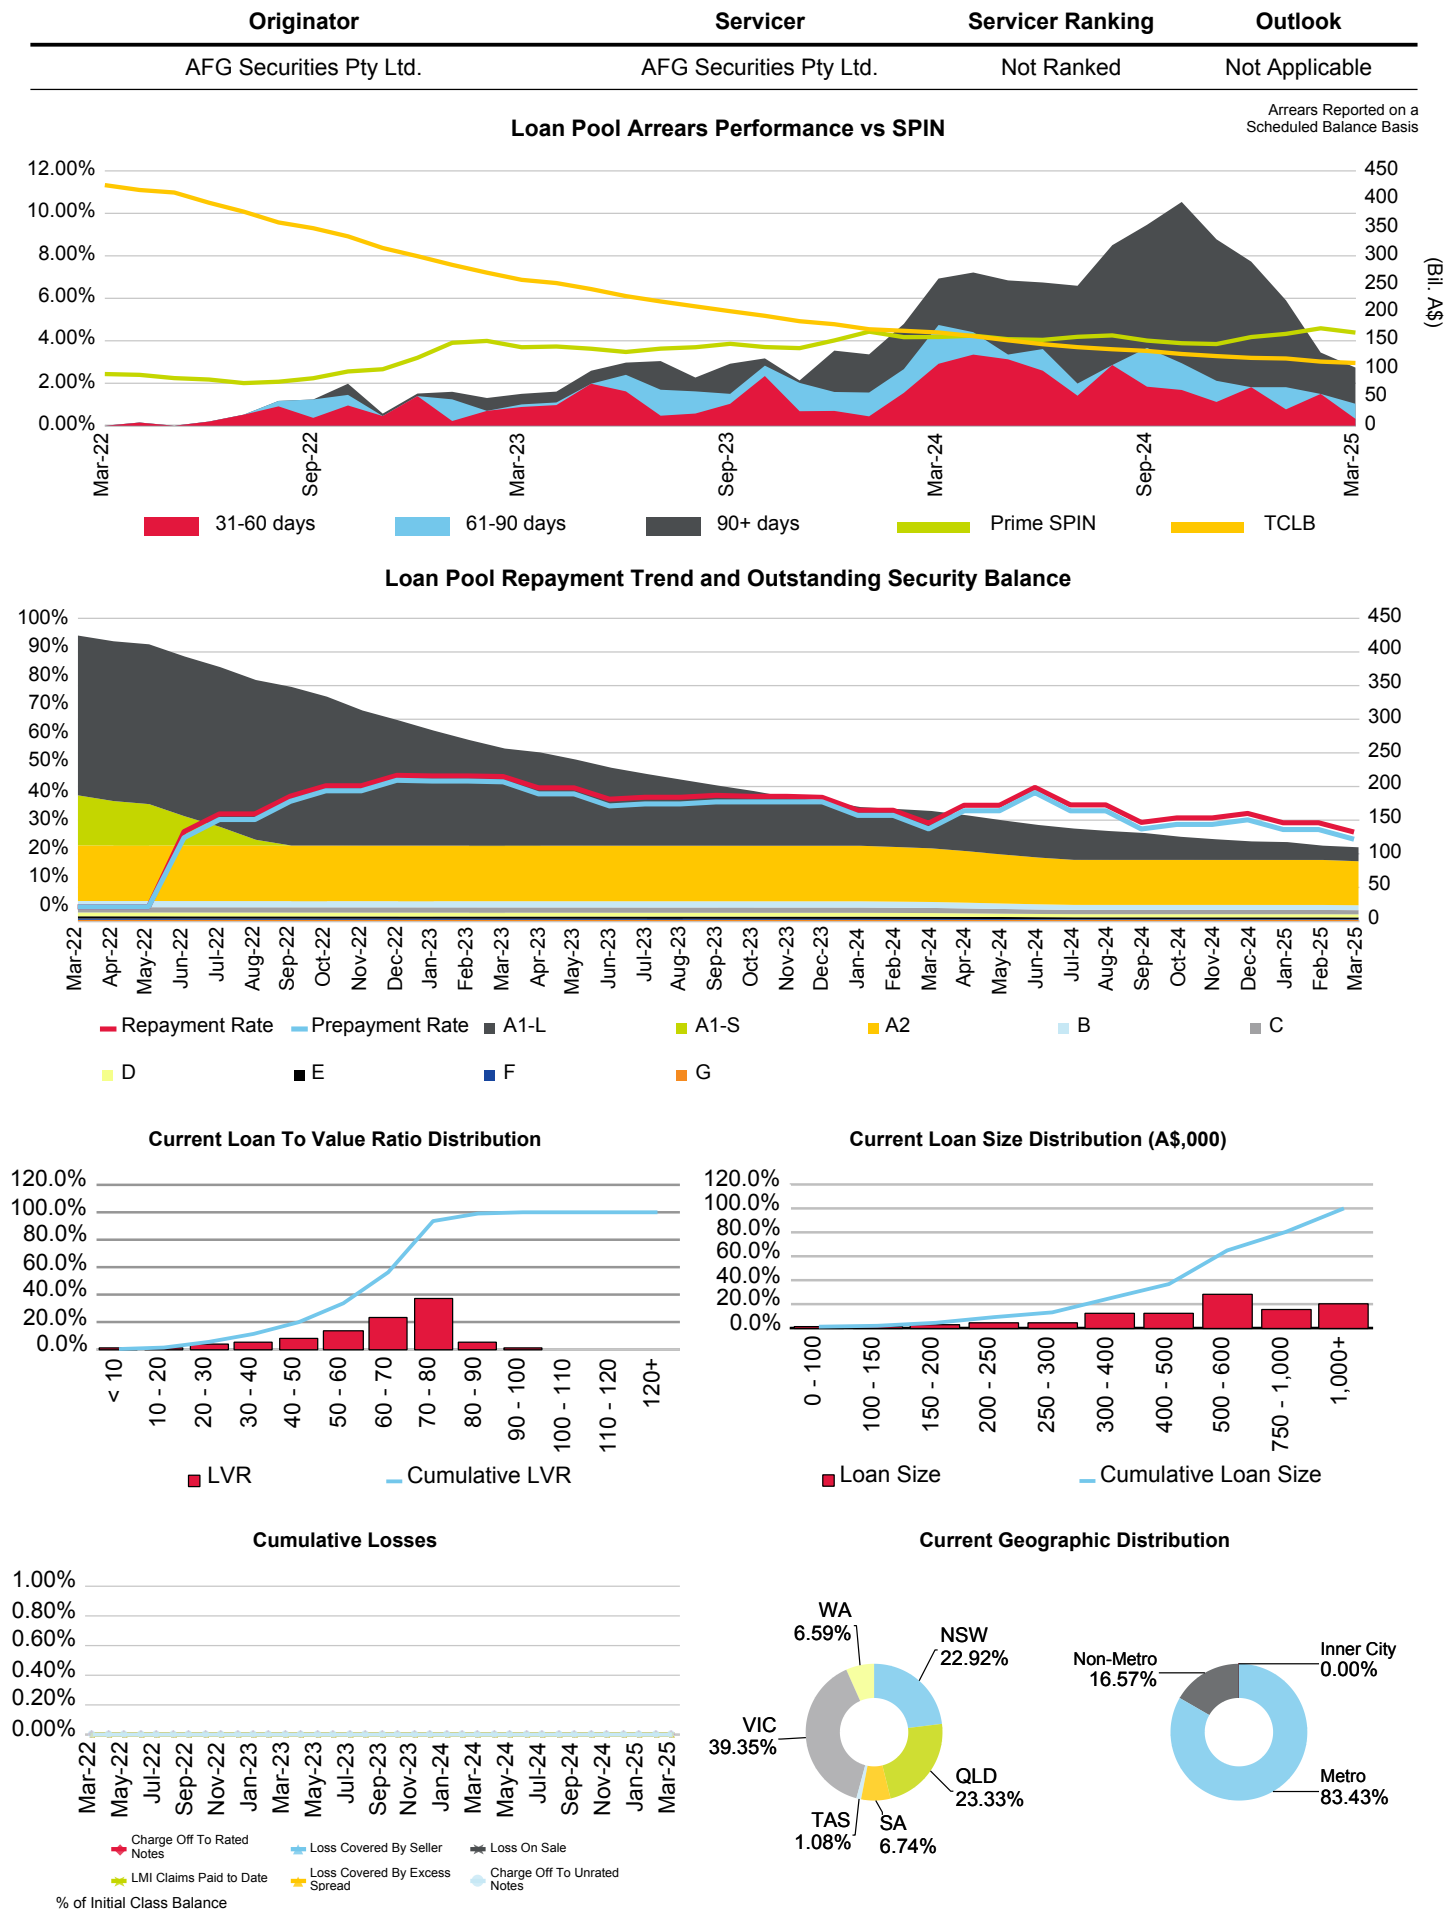 Originator Servicer Servicer Ranking Outlook
AFG Securities Pty Ltd. AFG Securities Pty Ltd. Not Ranked Not Applicable
Arrears Reported on a
Scheduled Balance Basis
Loan Pool Arrears Performance vs SPIN
12.00% 450
10.00% 400
8.00% 350
6.00% 300
4.00% 250
2.00% 200
0.00% 150
100
50
0
(Bil. A$)
Mar-22 Sep-22 Mar-23 Sep-23 Mar-24 Sep-24 Mar-25
31-60 days 61-90 days 90+ days Prime SPIN TCLB
Loan Pool Repayment Trend and Outstanding Security Balance
100% 450
90% 400
80% 350
70% 300
60% 250
50% 200
40% 150
30% 100
20% 50
10% 0
0%
Mar-22 Apr-22 May-22 Jun-22 Jul-22 Aug-22 Sep-22 Oct-22 Nov-22 Dec-22 Jan-23 Feb-23 Mar-23 Apr-23 May-23 Jun-23 Jul-23 Aug-23 Sep-23 Oct-23 Nov-23 Dec-23 Jan-24 Feb-24 Mar-24 Apr-24 May-24 Jun-24 Jul-24 Aug-24 Sep-24 Oct-24 Nov-24 Dec-24 Jan-25 Feb-25 Mar-25
Repayment Rate Prepayment Rate A1-L A1-S A2 B C
D E F G
Current Loan To Value Ratio Distribution
120.0%
100.0%
80.0%
60.0%
40.0%
20.0%
0.0%
< 10 10 - 20 20 - 30 30 - 40 40 - 50 50 - 60 60 - 70 70 - 80 80 - 90 90 - 100 100 - 110 110 - 120 120+
LVR Cumulative LVR
Current Loan Size Distribution (A$,000)
120.0%
100.0%
80.0%
60.0%
40.0%
20.0%
0.0%
0 - 100 100 - 150 150 - 200 200 - 250 250 - 300 300 - 400 400 - 500 500 - 600 750 - 1,000 1,000+
Loan Size Cumulative Loan Size
Cumulative Losses
1.00%
0.80%
0.60%
0.40%
0.20%
0.00%
Mar-22 May-22 Jul-22 Sep-22 Nov-22 Jan-23 Mar-23 May-23 Jul-23 Sep-23 Nov-23 Jan-24 Mar-24 May-24 Jul-24 Sep-24 Nov-24 Jan-25 Mar-25
Charge Off To Rated
Notes
Loss Covered By Seller
Loss On Sale
LMI Claims Paid to Date
Loss Covered By Excess
Spread
Charge Off To Unrated
Notes
% of Initial Class Balance
Current Geographic Distribution
WA
6.59%
NSW
22.92%
VIC
39.35%
QLD
23.33%
TAS
1.08%
SA
6.74%
Non-Metro
16.57%
Inner City
0.00%
Metro
83.43%